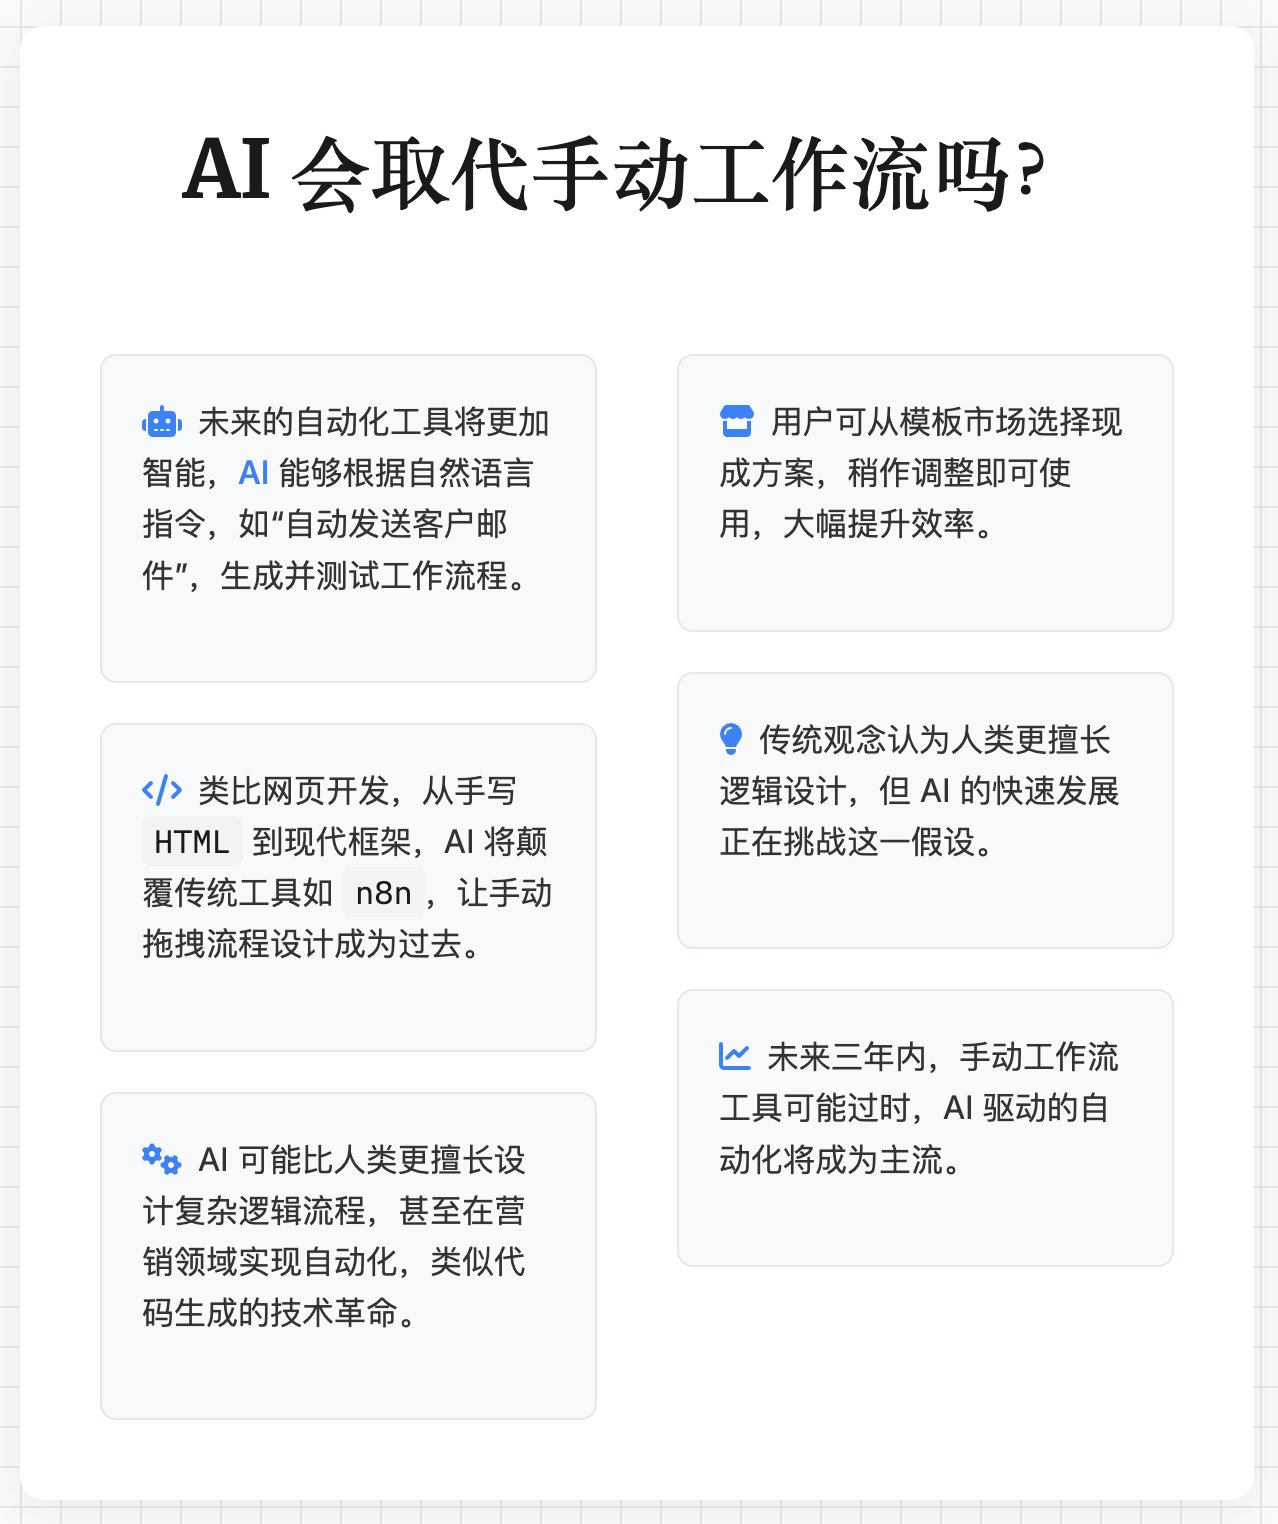 AI 会取代手动工作流吗?
未来的自动化工具将更加
智能，AI 能够根据自然语言
指令，如“自动发送客户邮
件”，生成并测试工作流程。
类比网页开发，从手写
HTML 到现代框架，AI 将颠
覆传统工具如 n8n，让手动
拖拽流程设计成为过去。
AI 可能比人类更擅长设
计复杂逻辑流程，甚至在营
销领域实现自动化，类似代
码生成的技术革命。
用户可从模板市场选择现
成方案，稍作调整即可使
用，大幅提升效率。
传统观念认为人类更擅长
逻辑设计，但 AI 的快速发展
正在挑战这一假设。
未来三年内，手动工作流
工具可能过时，AI 驱动的自
动化将成为主流。